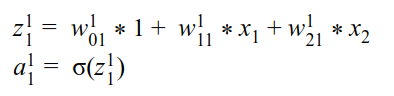 z₁¹ = w₀₁¹ * 1 + w₁₁¹ * x₁ + w₂₁¹ * x₂
a₁¹ = σ(z₁¹)